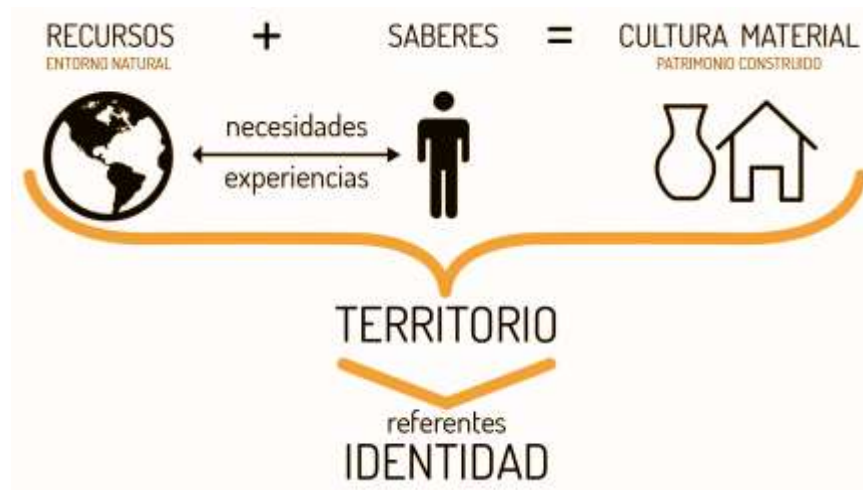 RECURSOS + SABERES = CULTURA MATERIAL
ENTORNO NATURAL PATRIMONIO CONSTRUIDO
necesidades
experiencias
TERRITORIO
referentes
IDENTIDAD